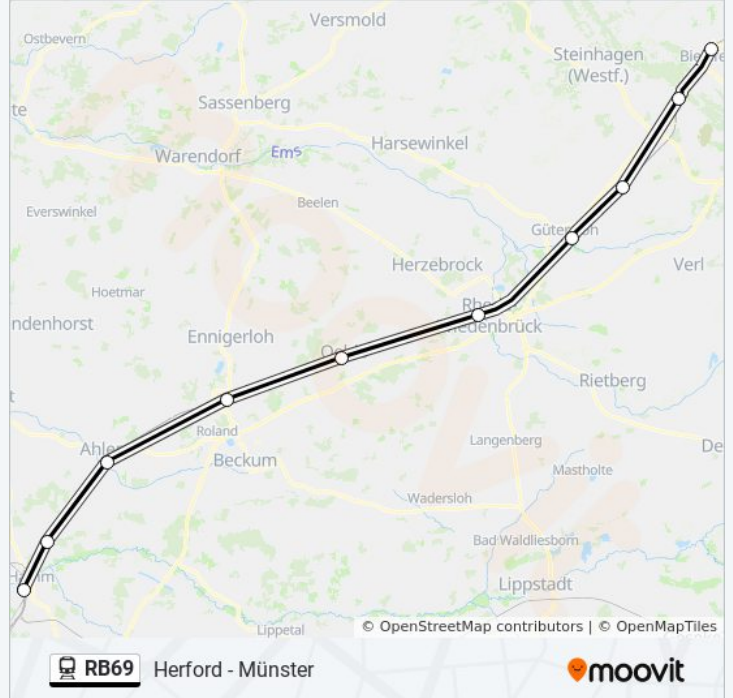 Versmold
Ostbevern
Steinhagen
(Westf.)
Sassenberg
Harsewinkel
Warendorf
Ems
Beelen
Everswinkel
Herzebrock
Verl
Hoetmar
Ennigerloh
Rietberg
Roland
Langenberg
Beckum
Mastholte
Wadersloh
Bad Waldliesborn
Lippstadt
Lippetal
© OpenStreetMap contributors | © OpenMapTiles
RB69 Herford - Münster
moovit